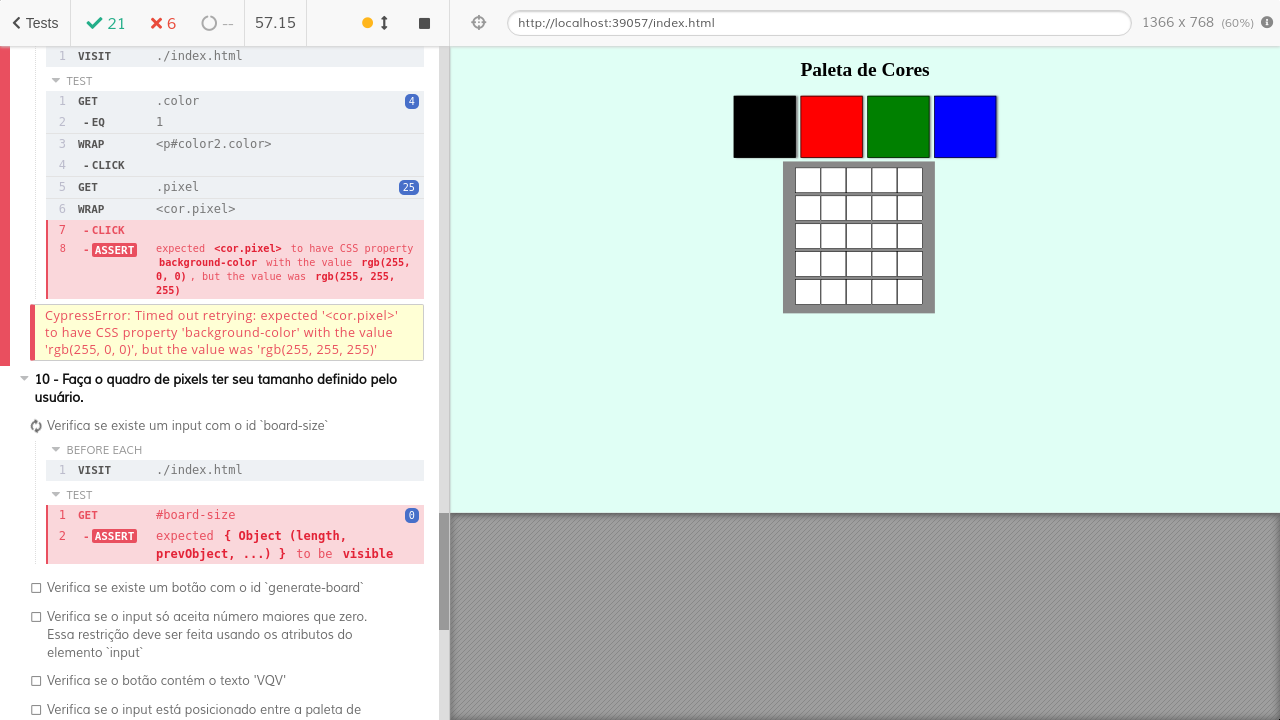 Tests 21 6 -- 57.15 http://localhost:39057/index.html 1366 x 768 (60%)
1 VISIT ./index.html
TEST
1 GET .color 4
2 - EQ 1
3 WRAP <p#color2.color>
4 - CLICK
5 GET .pixel 25
6 WRAP <cor.pixel>
7 - CLICK
8 - ASSERT expected <cor.pixel> to have CSS property
background-color with the value rgb(255,
0, 0) , but the value was rgb(255, 255,
255)
CypressError: Timed out retrying: expected '<cor.pixel>'
to have CSS property 'background-color' with the value
'rgb(255, 0, 0)', but the value was 'rgb(255, 255, 255)'
10 - Faça o quadro de pixels ter seu tamanho definido pelo
usuário.
Verifica se existe um input com o id `board-size`
BEFORE EACH
1 VISIT ./index.html
TEST
1 GET #board-size 0
2 - ASSERT expected { Object (length,
prevObject, ...) } to be visible
Verifica se existe um botão com o id `generate-board`
Verifica se o input só aceita número maiores que zero.
Essa restrição deve ser feita usando os atributos do
elemento `input`
Verifica se o botão contém o texto 'VQV'
Verifica se o input está posicionado entre a paleta de
Paleta de Cores